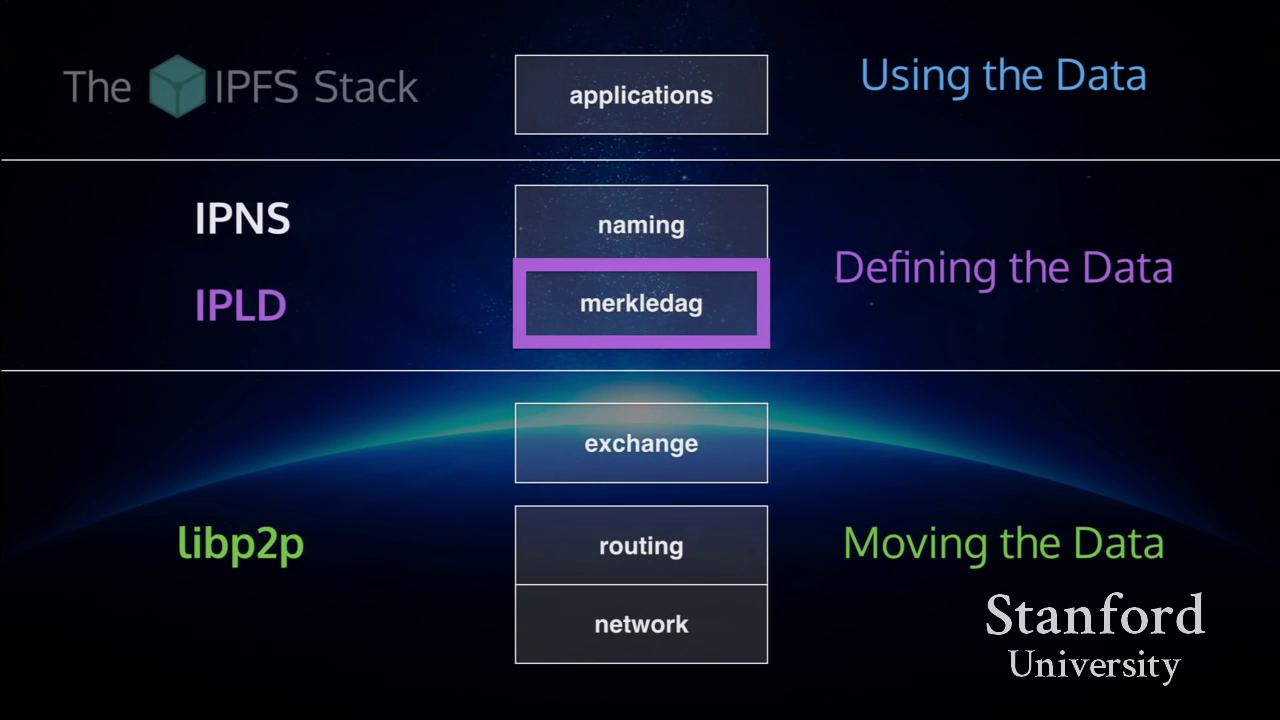 The IPFS Stack
applications
Using the Data
IPNS
naming
Defining the Data
IPLD
merkledag
exchange
libp2p
routing
Moving the Data
network
Stanford
University